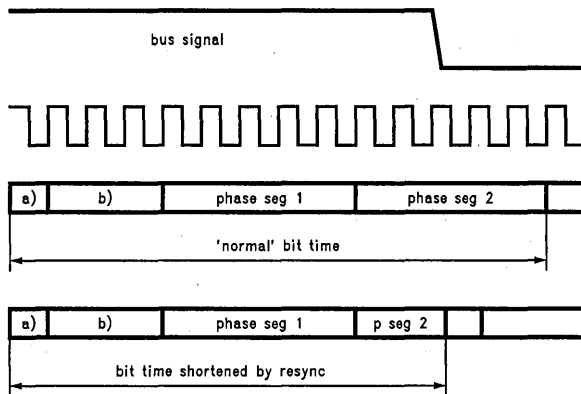 bus signal
a) b) phase seg 1 phase seg 2
'normal' bit time
a) b) phase seg 1 p seg 2
bit time shortened by resync